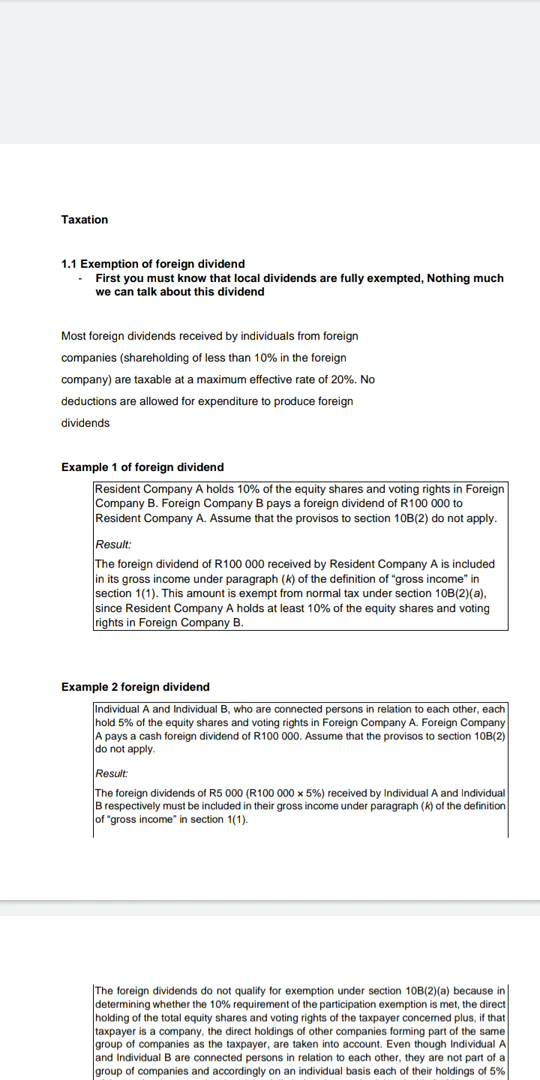 Taxation
1.1 Exemption of foreign dividend
- First you must know that local dividends are fully exempted, Nothing much
we can talk about this dividend
Most foreign dividends received by individuals from foreign
companies (shareholding of less than 10% in the foreign
company) are taxable at a maximum effective rate of 20%. No
deductions are allowed for expenditure to produce foreign
dividends
Example 1 of foreign dividend
Resident Company A holds 10% of the equity shares and voting rights in Foreign
Company B. Foreign Company B pays a foreign dividend of R100 000 to
Resident Company A. Assume that the provisos to section 10B(2) do not apply.
Result:
The foreign dividend of R100 000 received by Resident Company A is included
in its gross income under paragraph (k) of the definition of “gross income” in
section 1(1). This amount is exempt from normal tax under section 10B(2)(a),
since Resident Company A holds at least 10% of the equity shares and voting
rights in Foreign Company B.
Example 2 foreign dividend
Individual A and Individual B, who are connected persons in relation to each other, each
hold 5% of the equity shares and voting rights in Foreign Company A. Foreign Company
A pays a cash foreign dividend of R100 000. Assume that the provisos to section 10B(2)
do not apply.
Result:
The foreign dividends of R5 000 (R100 000 × 5%) received by Individual A and Individual
B respectively must be included in their gross income under paragraph (k) of the definition
of “gross income” in section 1(1).
The foreign dividends do not qualify for exemption under section 10B(2)(a) because in
determining whether the 10% requirement of the participation exemption is met, the direct
holding of the total equity shares and voting rights of the taxpayer concerned plus, if that
taxpayer is a company, the direct holdings of other companies forming part of the same
group of companies as the taxpayer, are taken into account. Even though Individual A
and Individual B are connected persons in relation to each other, they are not part of a
group of companies and accordingly on an individual basis each of their holdings of 5%